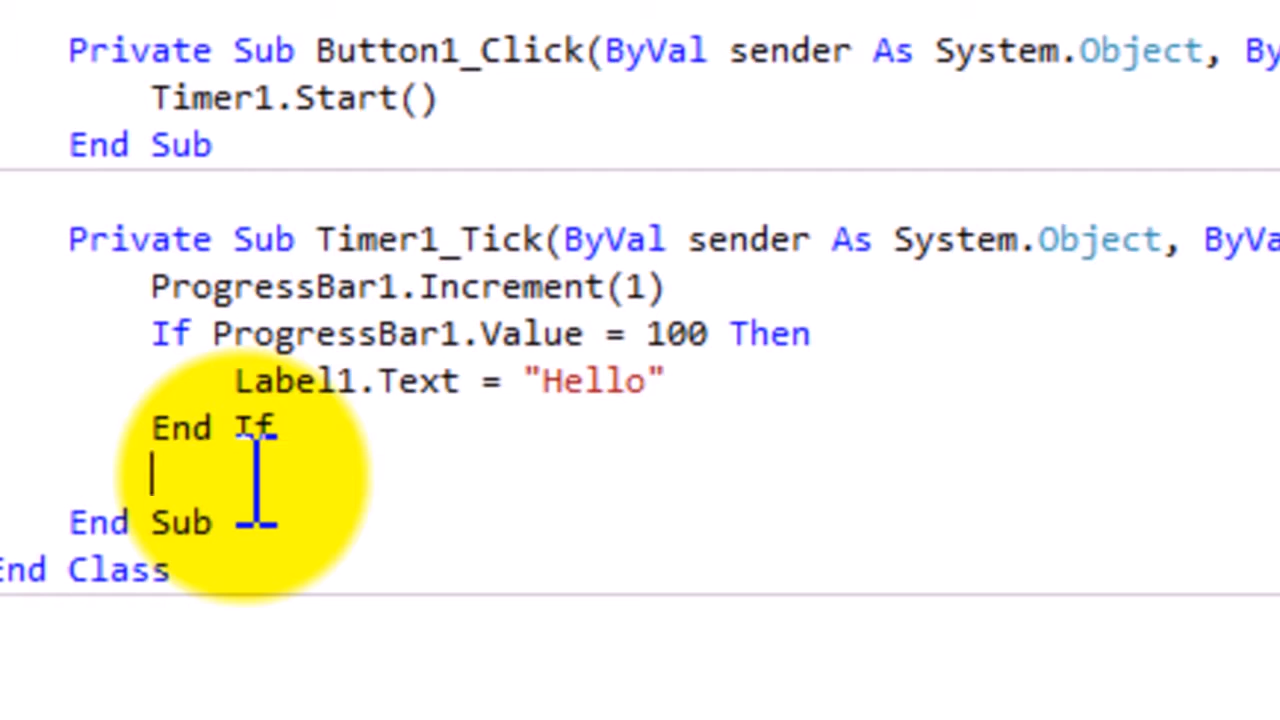 Private Sub Button1_Click(ByVal sender As System.Object, By
Timer1.Start()
End Sub
Private Sub Timer1_Tick(ByVal sender As System.Object, ByVa
ProgressBar1.Increment(1)
If ProgressBar1.Value = 100 Then
Label1.Text = "Hello"
End If
End Sub
End Class